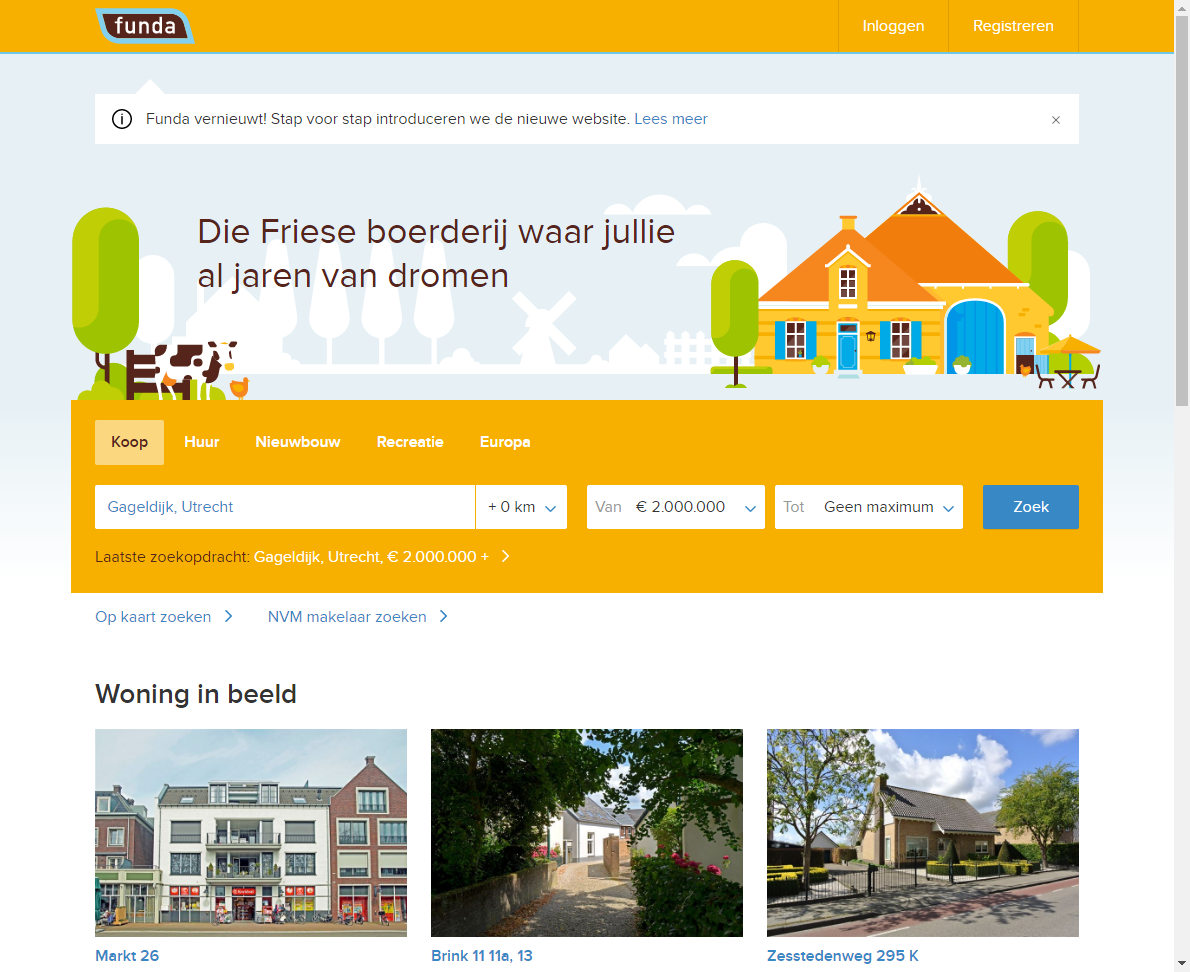 funda
Inloggen
Registreren
Funda vernieuwt! Stap voor stap introduceren we de nieuwe website. Lees meer
×
Die Friese boerderij waar jullie
al jaren van dromen
Koop
Huur
Nieuwbouw
Recreatie
Europa
Gageldijk, Utrecht
+ 0 km
Van € 2.000.000
Tot Geen maximum
Zoek
Laatste zoekopdracht: Gageldijk, Utrecht, € 2.000.000 +
Op kaart zoeken
NVM makelaar zoeken
Woning in beeld
Markt 26
Brink 11 11a, 13
Zesstedenweg 295 K